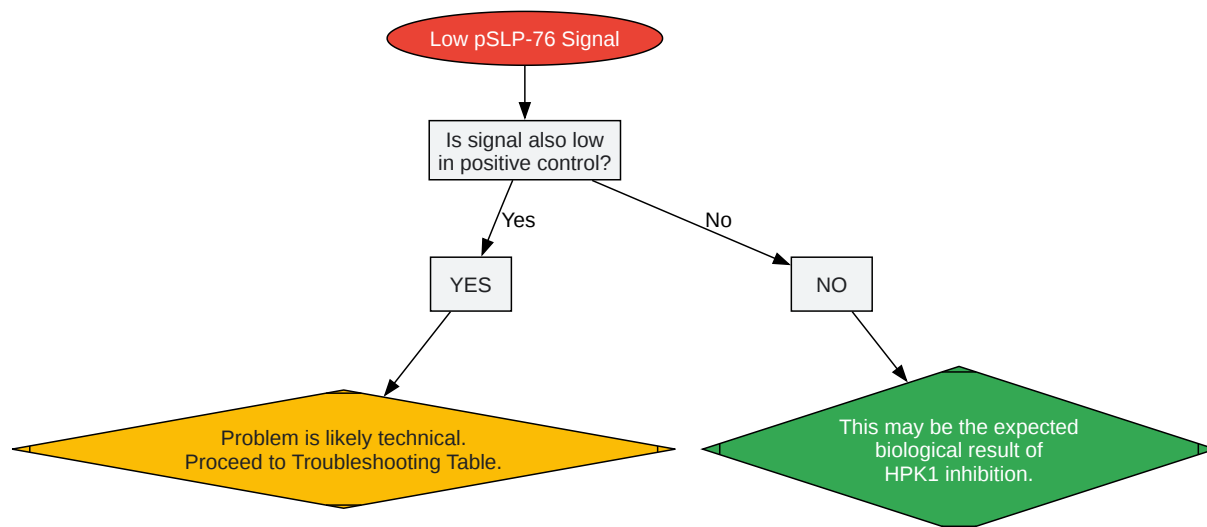 Low pSLP-76 Signal
Is signal also low
in positive control?
Yes
No
YES
NO
Problem is likely technical.
Proceed to Troubleshooting Table.
This may be the expected
biological result of
HPK1 inhibition.